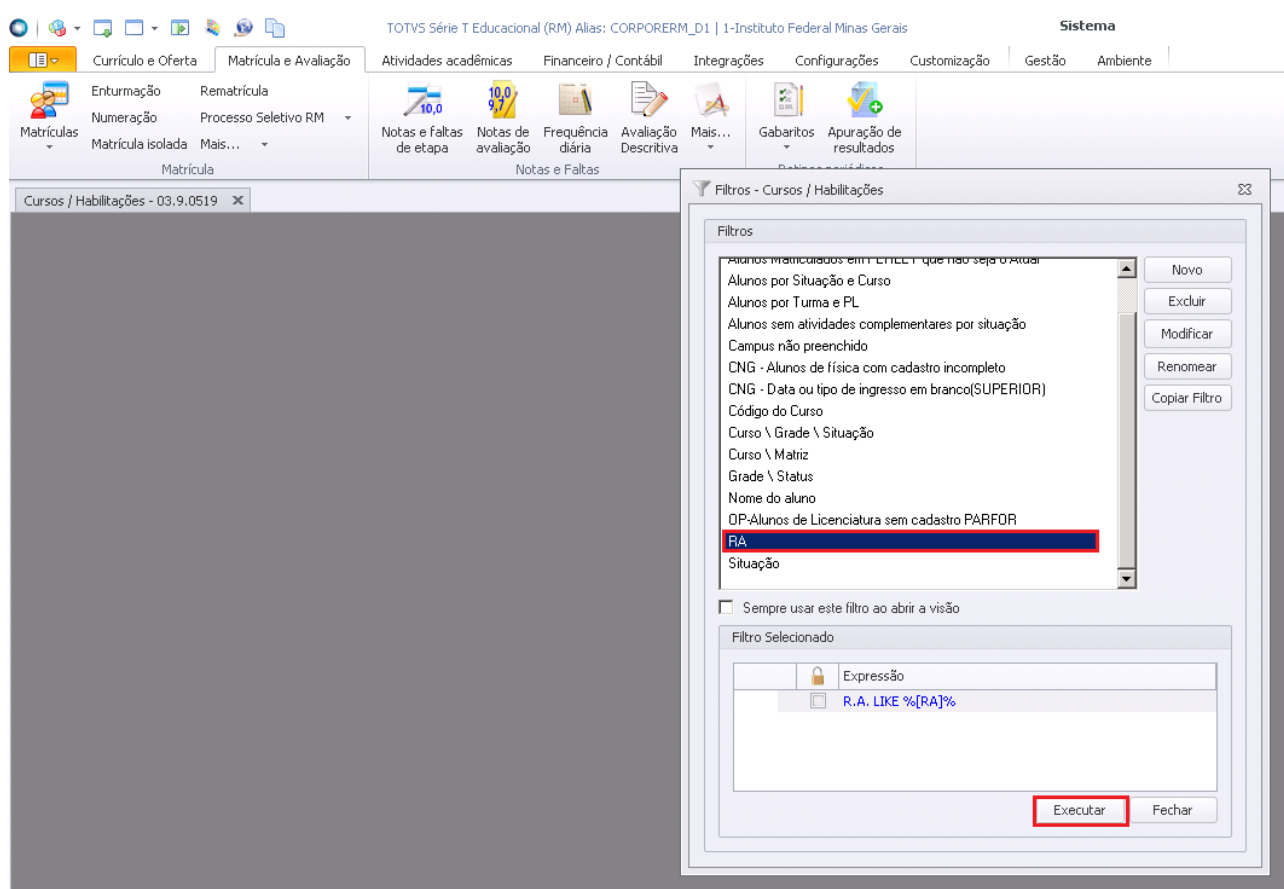 TOTVS Série T Educacional (RM) Alias: CORPORERM_D1 | 1-Instituto Federal Minas Gerais
Sistema
Currículo e Oferta
Matrícula e Avaliação
Atividades acadêmicas
Financeiro / Contábil
Integrações
Configurações
Customização
Gestão
Ambiente
Matrículas
Enturmação
Numeração
Matrícula isolada
Rematrícula
Processo Seletivo RM
Mais...
Matrícula
10,0
Notas e faltas
de etapa
10,0
9,7
Notas de
avaliação
Frequência
diária
Avaliação
Descritiva
Mais...
Notas e Faltas
Gabaritos
Apuração de
resultados
Cursos / Habilitações - 03.9.0519
Filtros - Cursos / Habilitações
Filtros
Alunos por Situação e Curso
Alunos por Turma e PL
Alunos sem atividades complementares por situação
Campus não preenchido
CNG - Alunos de física com cadastro incompleto
CNG - Data ou tipo de ingresso em branco(SUPERIOR)
Código do Curso
Curso \ Grade \ Situação
Curso \ Matriz
Grade \ Status
Nome do aluno
OP-Alunos de Licenciatura sem cadastro PARFOR
RA
Situação
Novo
Excluir
Modificar
Renomear
Copiar Filtro
Sempre usar este filtro ao abrir a visão
Filtro Selecionado
Expressão
R.A. LIKE %[RA]%
Executar
Fechar